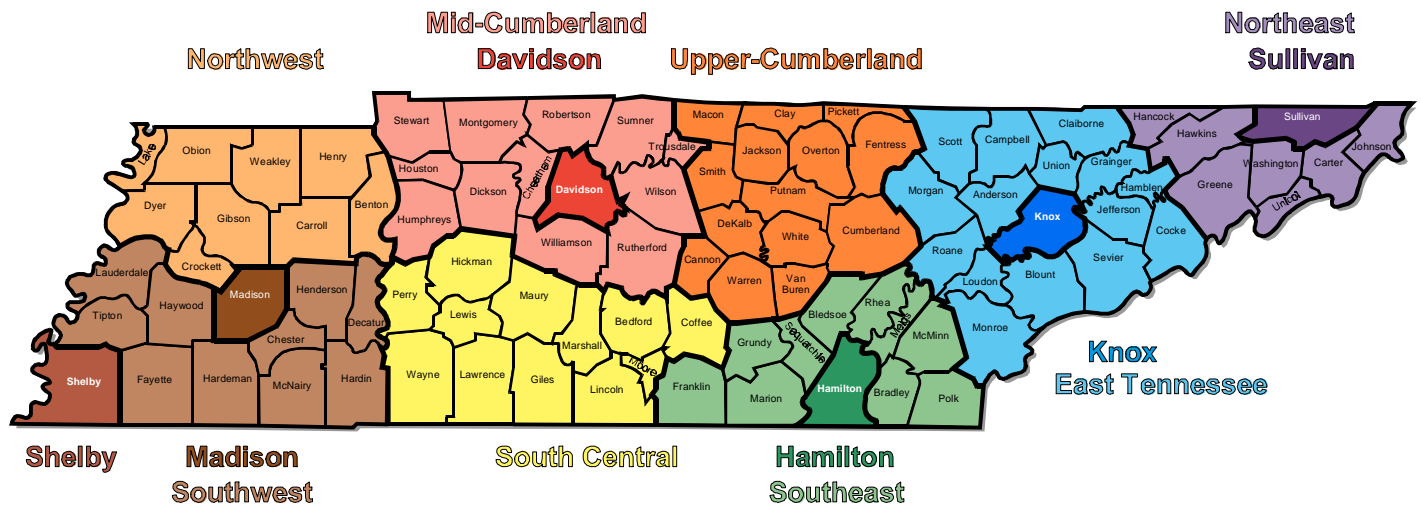 Mid-Cumberland
Northeast
Northwest
Davidson
Upper-Cumberland
Sullivan
Stewart
Montgomery
Robertson
Sumner
Macon
Clay
Pickett
Claiborne
Hancock
Hawkins
Sullivan
Johnson
Lake
Obion
Weakley
Henry
Houston
Dickson
Cheatham
Trousdale
Jackson
Overton
Fentress
Scott
Campbell
Union
Grainger
Washington
Carter
Dyer
Gibson
Carroll
Benton
Humphreys
Davidson
Wilson
Smith
Putnam
Morgan
Anderson
Hamblen
Greene
Unicoi
Crockett
Williamson
Rutherford
DeKalb
White
Cumberland
Roane
Knox
Jefferson
Cocke
Lauderdale
Haywood
Madison
Henderson
Decatur
Perry
Hickman
Maury
Cannon
Warren
Van
Buren
Loudon
Blount
Sevier
Tipton
Chester
Lewis
Marshall
Bedford
Coffee
Grundy
Sequatchie
Bledsoe
Rhea
Meigs
McMinn
Monroe
Shelby
Fayette
Hardeman
McNairy
Hardin
Wayne
Lawrence
Giles
Lincoln
Moore
Franklin
Marion
Hamilton
Bradley
Polk
Knox
East Tennessee
Shelby
Madison
South Central
Hamilton
Southwest
Southeast